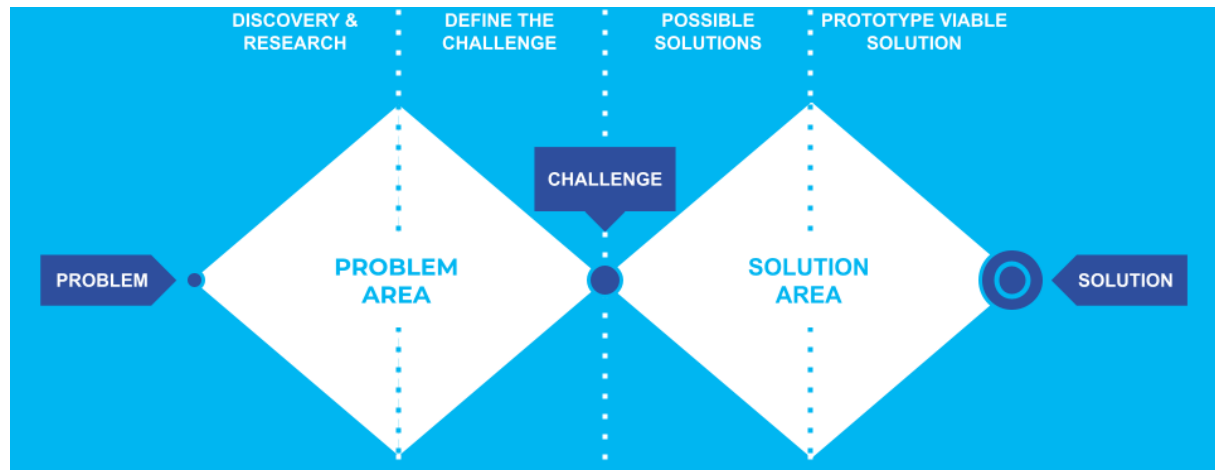 DISCOVERY &
RESEARCH
DEFINE THE
CHALLENGE
POSSIBLE
SOLUTIONS
PROTOTYPE VIABLE
SOLUTION
CHALLENGE
PROBLEM
PROBLEM
AREA
SOLUTION
AREA
SOLUTION